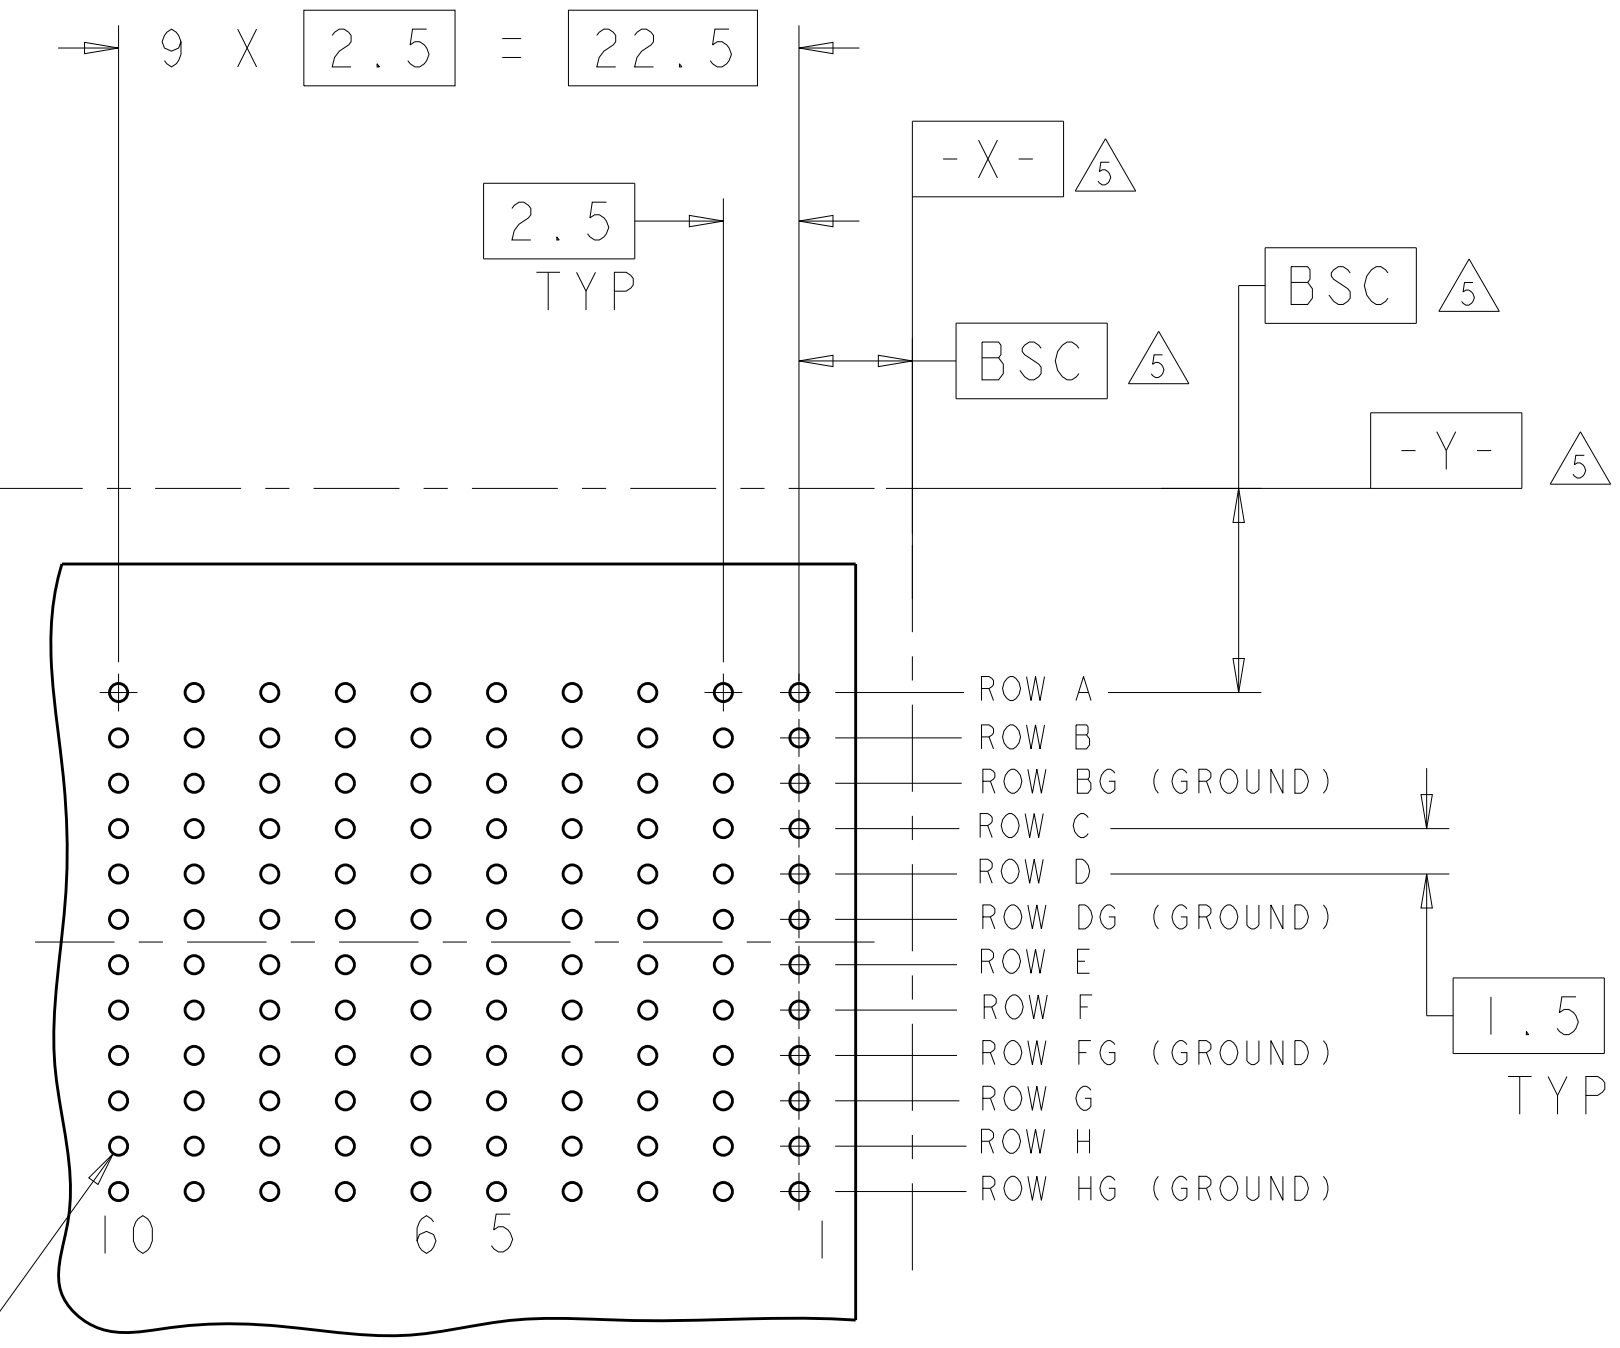 9 X 2.5 = 22.5
-X- 5
2.5
TYP
BSC 5
BSC 5
-Y- 5
ROW A
ROW B
ROW BG (GROUND)
ROW C
ROW D
ROW DG (GROUND)
ROW E
ROW F
1.5
TYP
ROW FG (GROUND)
ROW G
ROW H
ROW HG (GROUND)
10 6 5 1